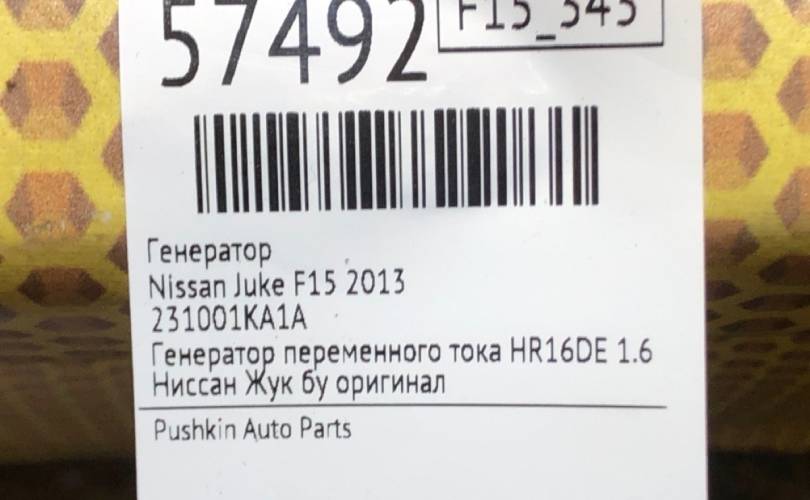 57492
F15_345
Генератор
Nissan Juke F15 2013
231001KA1A
Генератор переменного тока HR16DE 1.6
Ниссан Жук бу оригинал
Pushkin Auto Parts